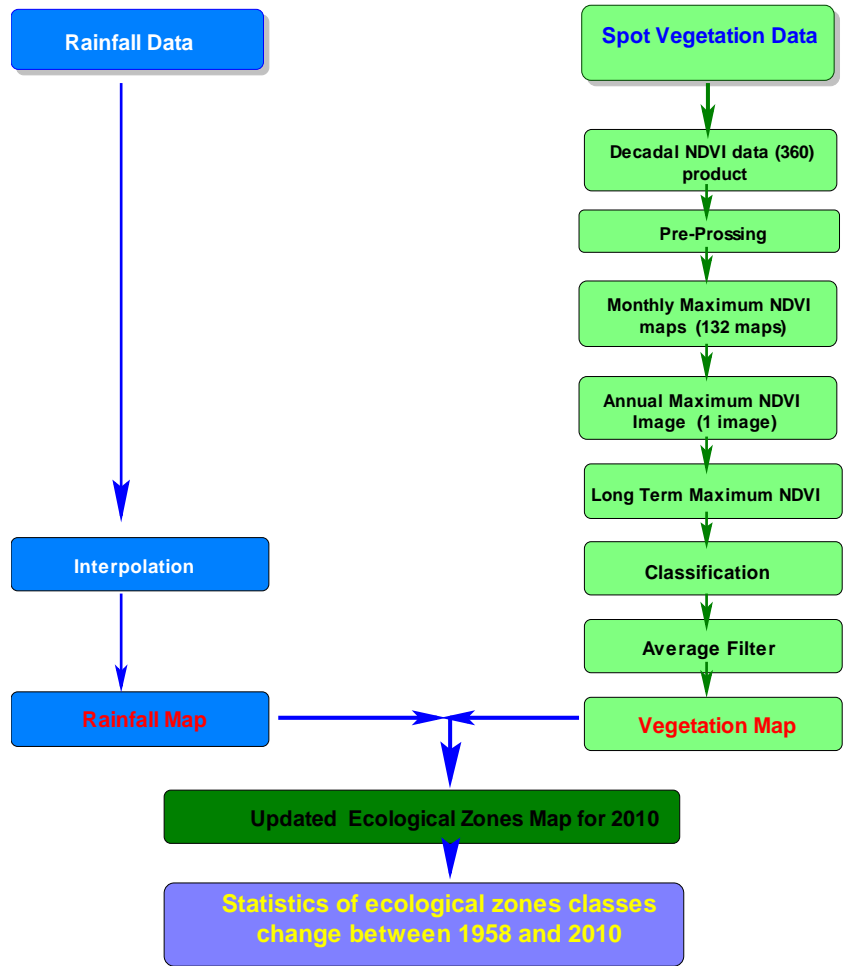 Rainfall Data
Spot Vegetation Data
Decadal NDVI data (360)
product
Pre-Prossing
Monthly Maximum NDVI
maps (132 maps)
Annual Maximum NDVI
Image (1 image)
Long Term Maximum NDVI
Interpolation
Classification
Average Filter
Rainfall Map
Vegetation Map
Updated Ecological Zones Map for 2010
Statistics of ecological zones classes
change between 1958 and 2010